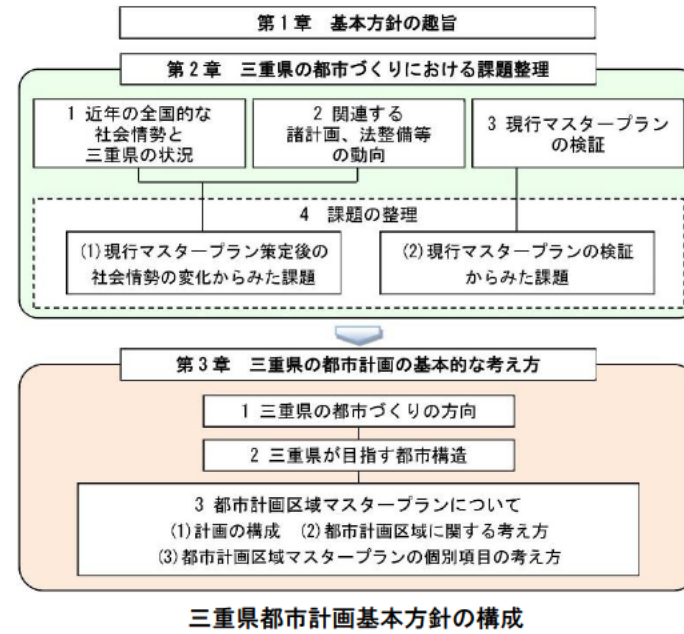 第1章 基本方針の趣旨
第2章 三重県の都市づくりにおける課題整理
1 近年の全国的な
社会情勢と
三重県の状況
2 関連する
諸計画、法整備等
の動向
3 現行マスタープラン
の検証
4 課題の整理
(1)現行マスタープラン策定後の
社会情勢の変化からみた課題
(2)現行マスタープランの検証
からみた課題
第3章 三重県の都市計画の基本的な考え方
1 三重県の都市づくりの方向
2 三重県が目指す都市構造
3 都市計画区域マスタープランについて
(1)計画の構成 (2)都市計画区域に関する考え方
(3)都市計画区域マスタープランの個別項目の考え方
三重県都市計画基本方針の構成